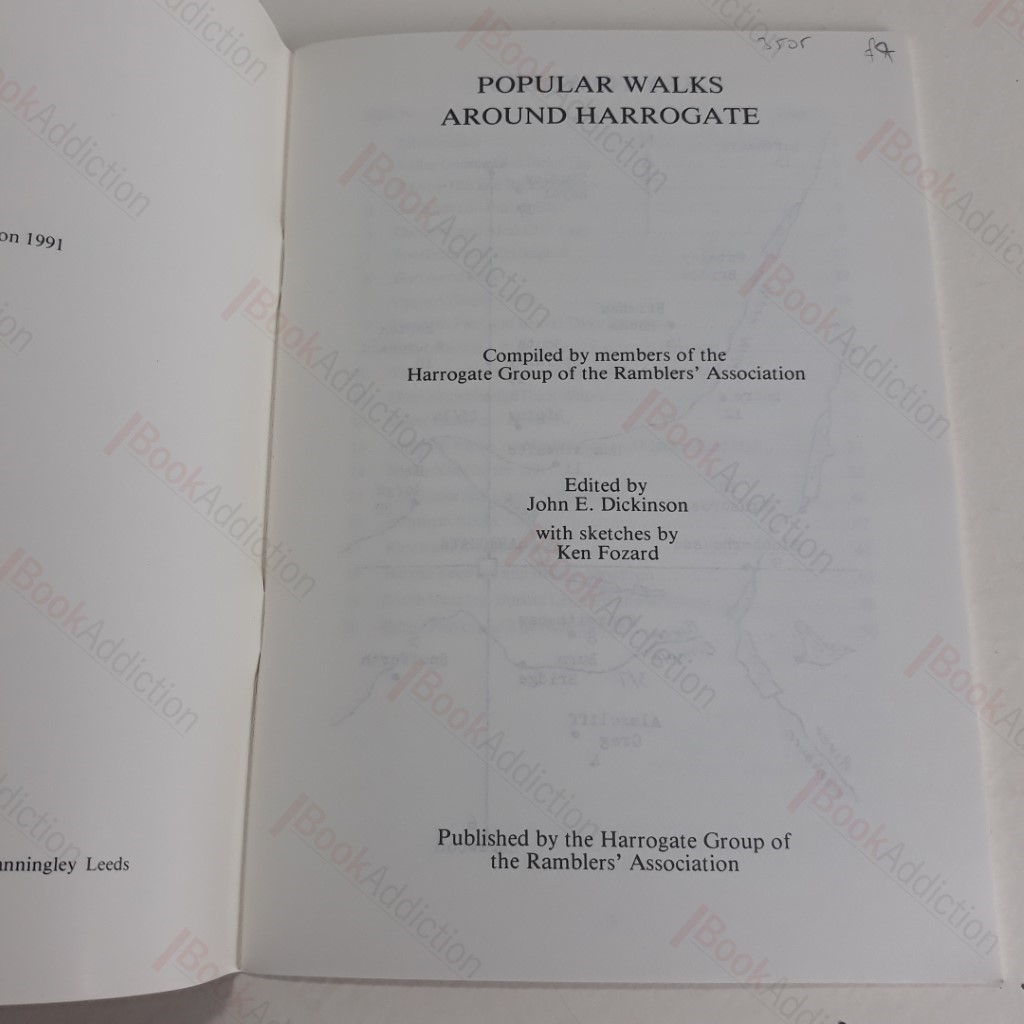 on 1991
anningley Leeds
3505
POPULAR WALKS
AROUND HARROGATE
Compiled by members of the
Harrogate Group of the Ramblers' Association
Edited by
John E. Dickinson
with sketches by
Ken Fozard
Published by the Harrogate Group of
the Ramblers' Association
BookAddiction